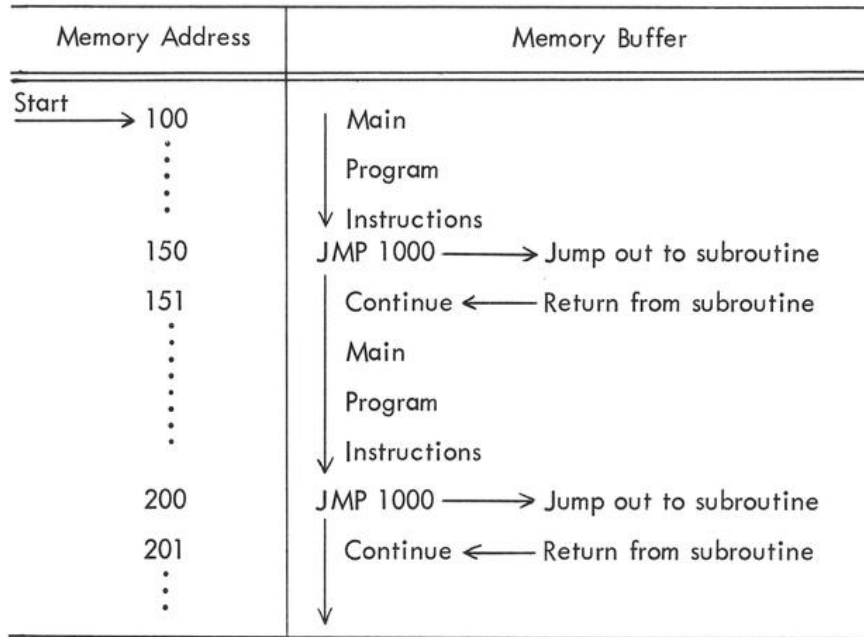 Memory Address Memory Buffer
Start
100 Main
Program
Instructions
150 JMP 1000 Jump out to subroutine
151 Continue Return from subroutine
Main
Program
Instructions
200 JMP 1000 Jump out to subroutine
201 Continue Return from subroutine